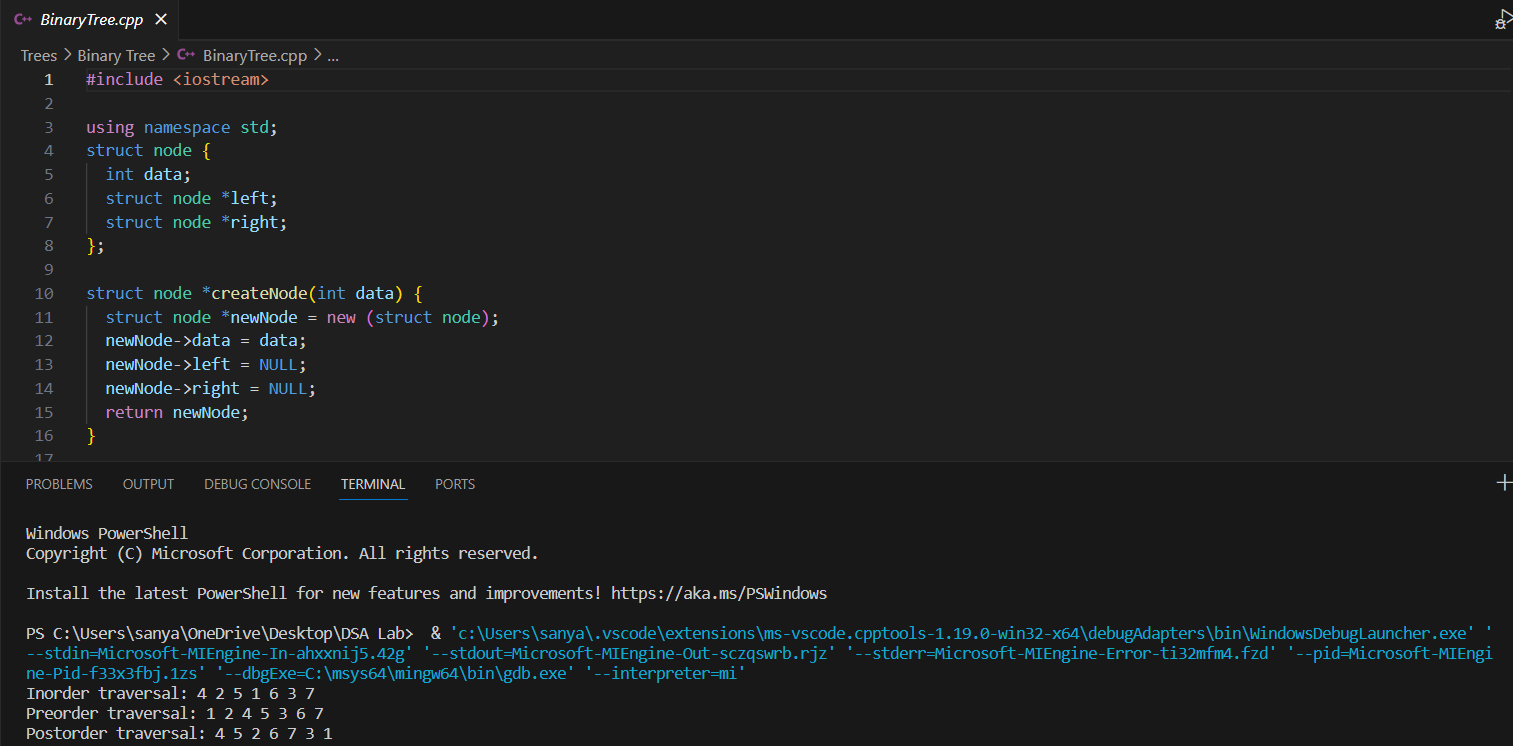 C++ BinaryTree.cpp ×
Trees > Binary Tree > C++ BinaryTree.cpp > ...
1 #include <iostream>
2
3 using namespace std;
4 struct node {
5   int data;
6   struct node *left;
7   struct node *right;
8 };
9
10 struct node *createNode(int data) {
11   struct node *newNode = new (struct node);
12   newNode->data = data;
13   newNode->left = NULL;
14   newNode->right = NULL;
15   return newNode;
16 }
17
PROBLEMS OUTPUT DEBUG CONSOLE TERMINAL PORTS
Windows PowerShell
Copyright (C) Microsoft Corporation. All rights reserved.
Install the latest PowerShell for new features and improvements! https://aka.ms/PSWindows
PS C:\Users\sanya\OneDrive\Desktop\DSA Lab>  & 'c:\Users\sanya\.vscode\extensions\ms-vscode.cpptools-1.19.0-win32-x64\debugAdapters\bin\WindowsDebugLauncher.exe' '
--stdin=Microsoft-MIEngine-In-ahxxnij5.42g' '--stdout=Microsoft-MIEngine-Out-sczqswrb.rjz' '--stderr=Microsoft-MIEngine-Error-ti32mfm4.fzd' '--pid=Microsoft-MIEngi
ne-Pid-f33x3fbj.1zs' '--dbgExe=C:\msys64\mingw64\bin\gdb.exe' '--interpreter=mi'
Inorder traversal: 4 2 5 1 6 3 7
Preorder traversal: 1 2 4 5 3 6 7
Postorder traversal: 4 5 2 6 7 3 1